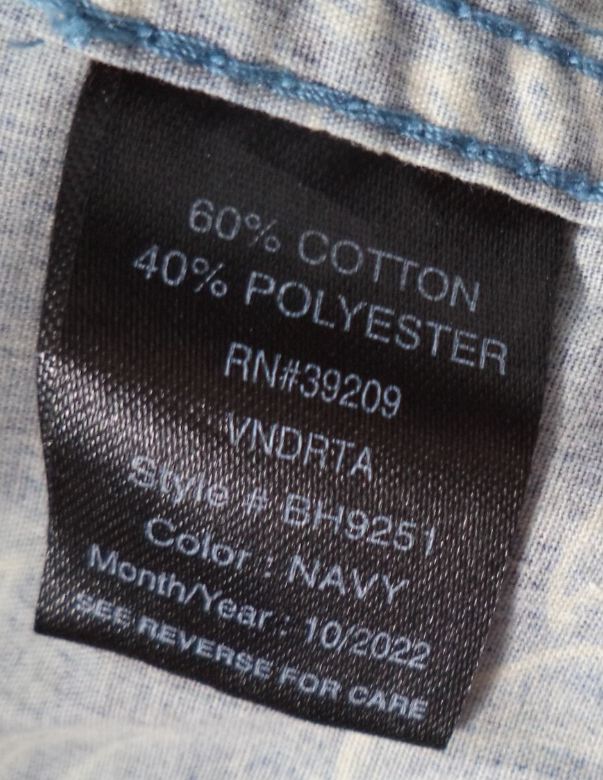 60% COTTON
40% POLYESTER
RN#39209
VNDRTA
Style # BH9251
Color : NAVY
Month/Year : 10/2022
SEE REVERSE FOR CARE